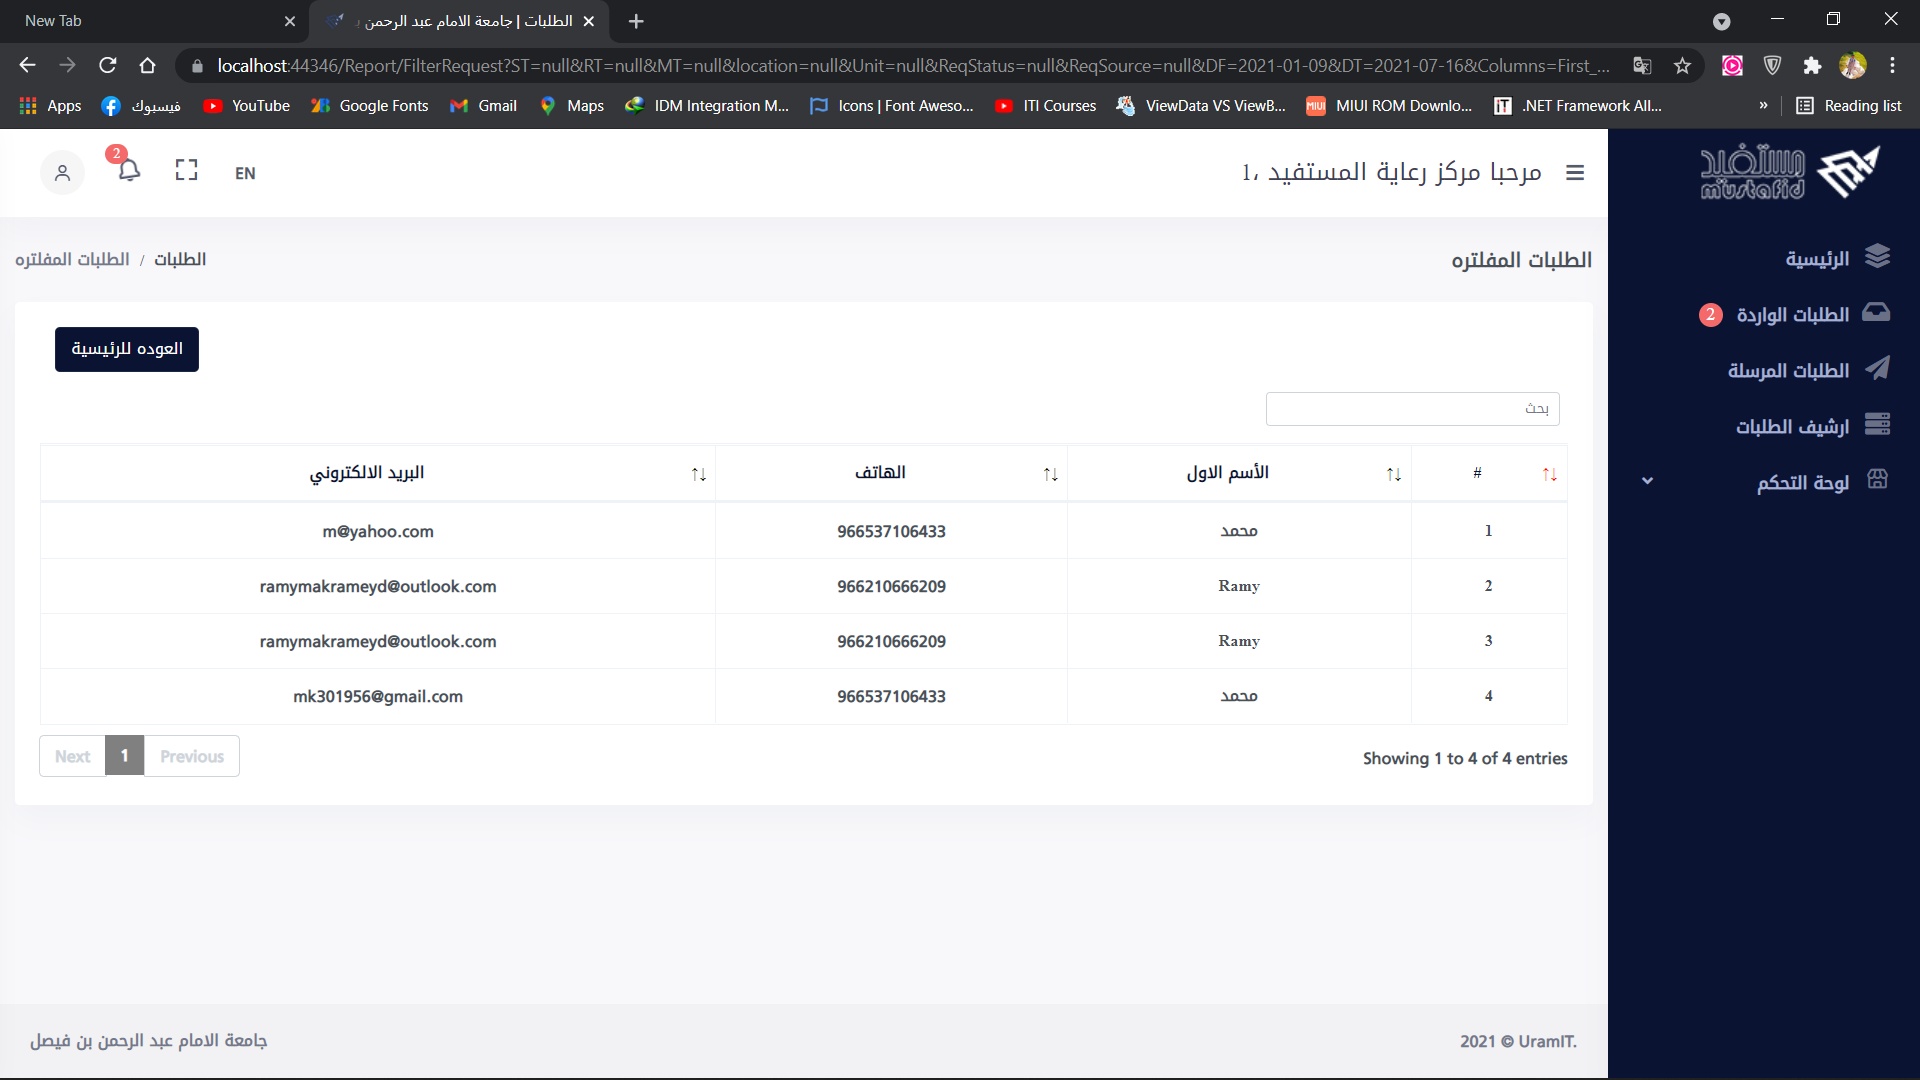 New Tab
الطلبات | جامعة الامام عبد الرحمن ب
localhost:44346/Report/FilterRequest?ST=null&RT=null&MT=null&location=null&Unit=null&ReqStatus=null&ReqSource=null&DF=2021-01-09&DT=2021-07-16&Columns=First_...
Apps
فيسبوك
YouTube
Google Fonts
Gmail
Maps
IDM Integration M...
Icons | Font Aweso...
ITI Courses
ViewData VS ViewB...
MIUI ROM Downlo...
.NET Framework All...
»
Reading list
مستفيد
mustafid
مرحبا مركز رعاية المستفيد ،1
EN
2
الرئيسية
الطلبات الواردة 2
الطلبات المرسلة
ارشيف الطلبات
لوحة التحكم
الطلبات المفلتره
الطلبات / الطلبات المفلتره
العوده للرئيسية
بحث
# الأسم الاول الهاتف البريد الالكتروني
1 محمد 966537106433 m@yahoo.com
2 Ramy 966210666209 ramymakrameyd@outlook.com
3 Ramy 966210666209 ramymakrameyd@outlook.com
4 محمد 966537106433 mk301956@gmail.com
Showing 1 to 4 of 4 entries
Previous 1 Next
2021 © UramIT.
جامعة الامام عبد الرحمن بن فيصل